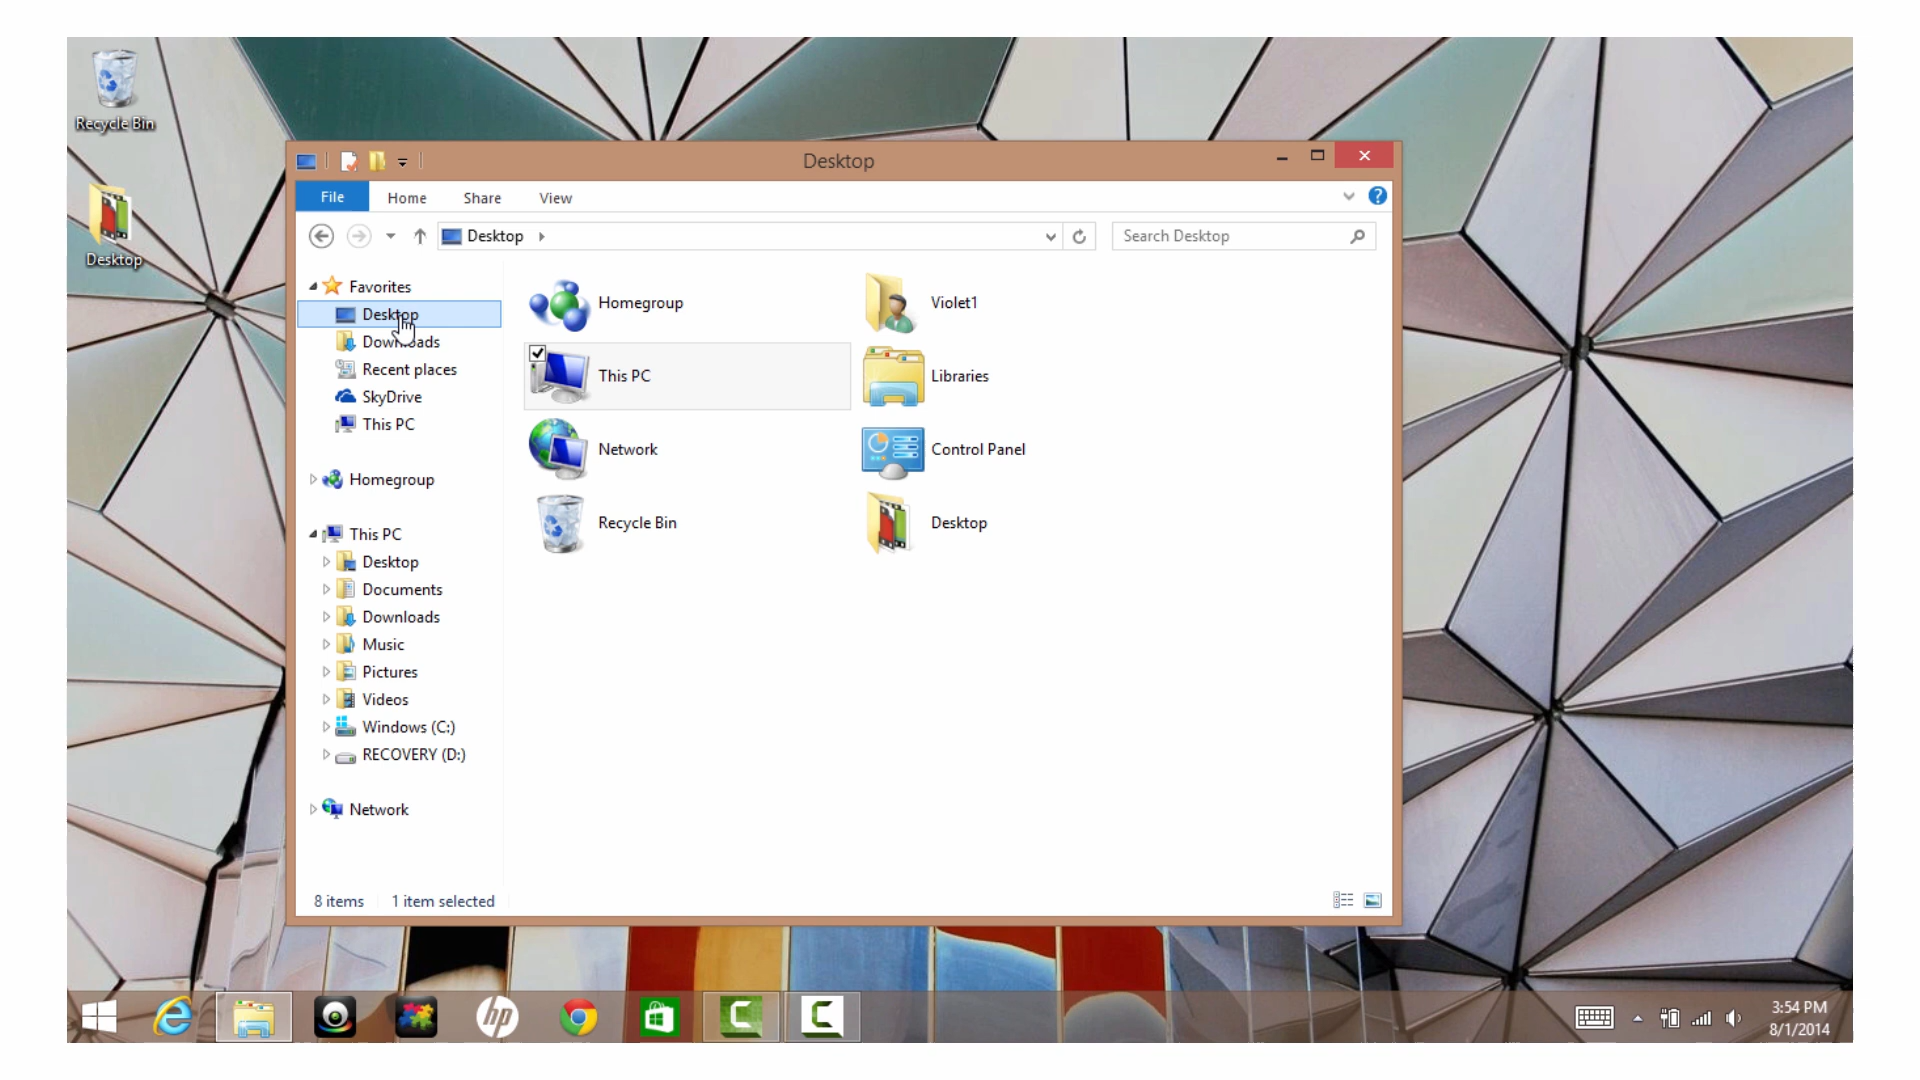 Recycle Bin
Desktop
Desktop
File Home Share View
Desktop
Search Desktop
Favorites
Desktop
Downloads
Recent places
SkyDrive
This PC
Homegroup
This PC
Desktop
Documents
Downloads
Music
Pictures
Videos
Windows (C:)
RECOVERY (D:)
Network
Homegroup
Violet1
This PC
Libraries
Network
Control Panel
Recycle Bin
Desktop
8 items 1 item selected
hp
3:54 PM
8/1/2014